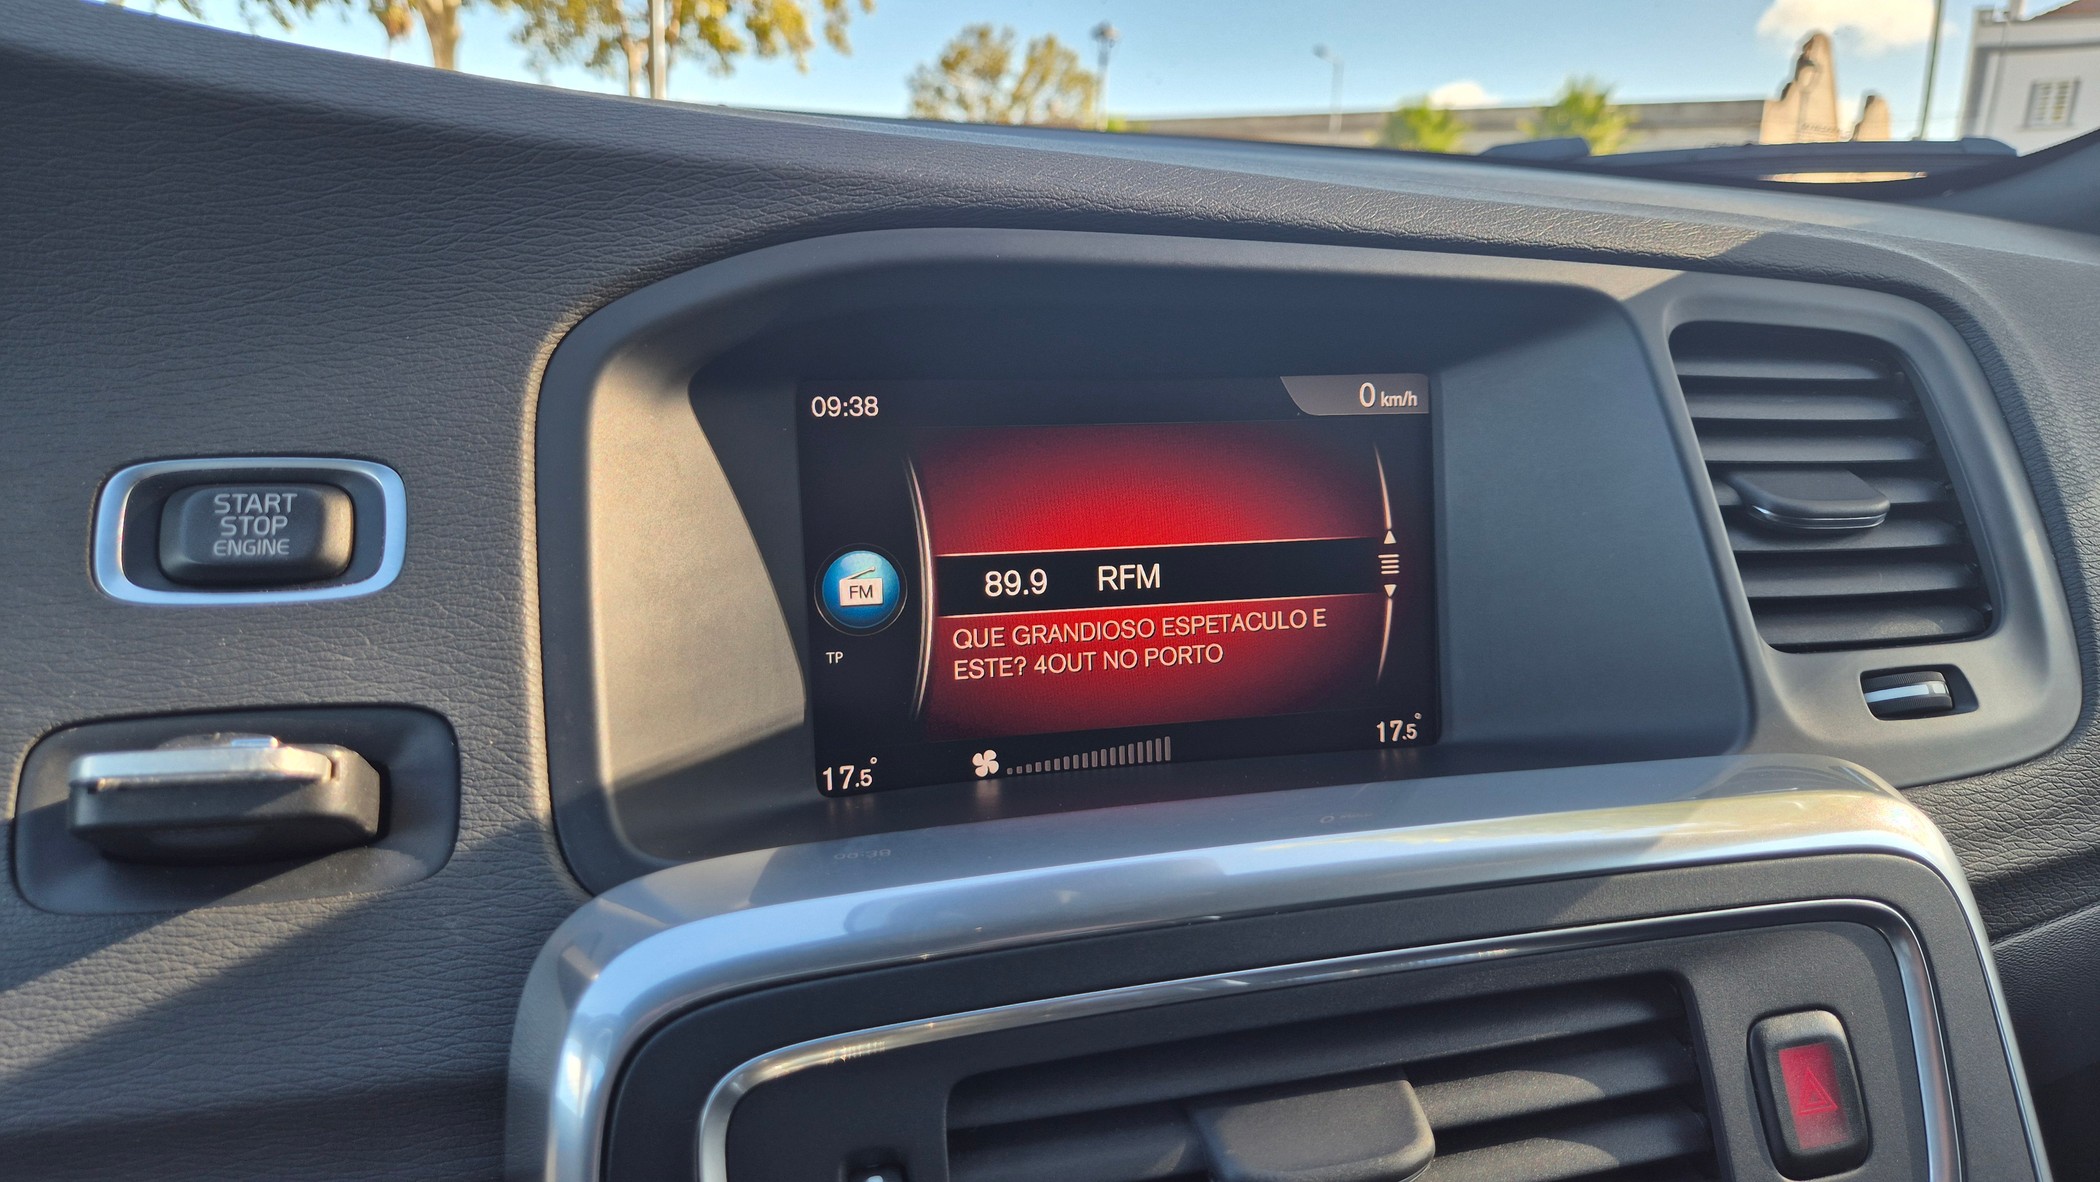 START
STOP
ENGINE
09:38
0 km/h
FM
TP
89.9 RFM
QUE GRANDIOSO ESPETACULO E
ESTE? 4OUT NO PORTO
17.5°
17.5°